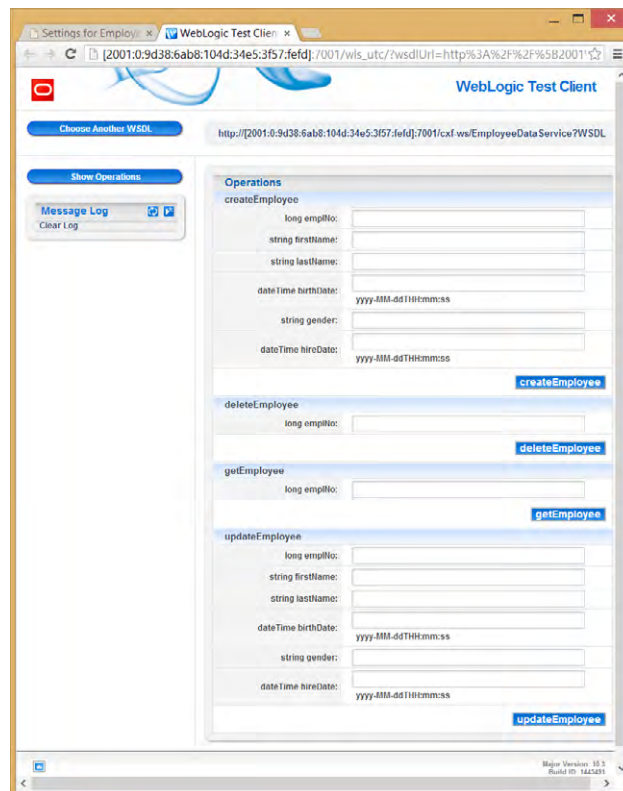 Settings for Employe
WebLogic Test Client
[2001:0:9d38:6ab8:104d:34e5:3f57:fefd]:7001/wls_utc/?wsdlUrl=http%3A%2F%2F%5B2001
WebLogic Test Client
Choose Another WSDL
http://[2001:0:9d38:6ab8:104d:34e5:3f57:fefd]:7001/cxf-ws/EmployeeDataService?WSDL
Show Operations
Message Log
Clear Log
Operations
createEmployee
long emplNo:
string firstName:
string lastName:
dateTime birthDate:
yyyy-MM-ddTHH:mm:ss
string gender:
dateTime hireDate:
yyyy-MM-ddTHH:mm:ss
createEmployee
deleteEmployee
long emplNo:
deleteEmployee
getEmployee
long emplNo:
getEmployee
updateEmployee
long emplNo:
string firstName:
string lastName:
dateTime birthDate:
yyyy-MM-ddTHH:mm:ss
string gender:
dateTime hireDate:
yyyy-MM-ddTHH:mm:ss
updateEmployee
Major Version: 10.3
Build ID: 1445491